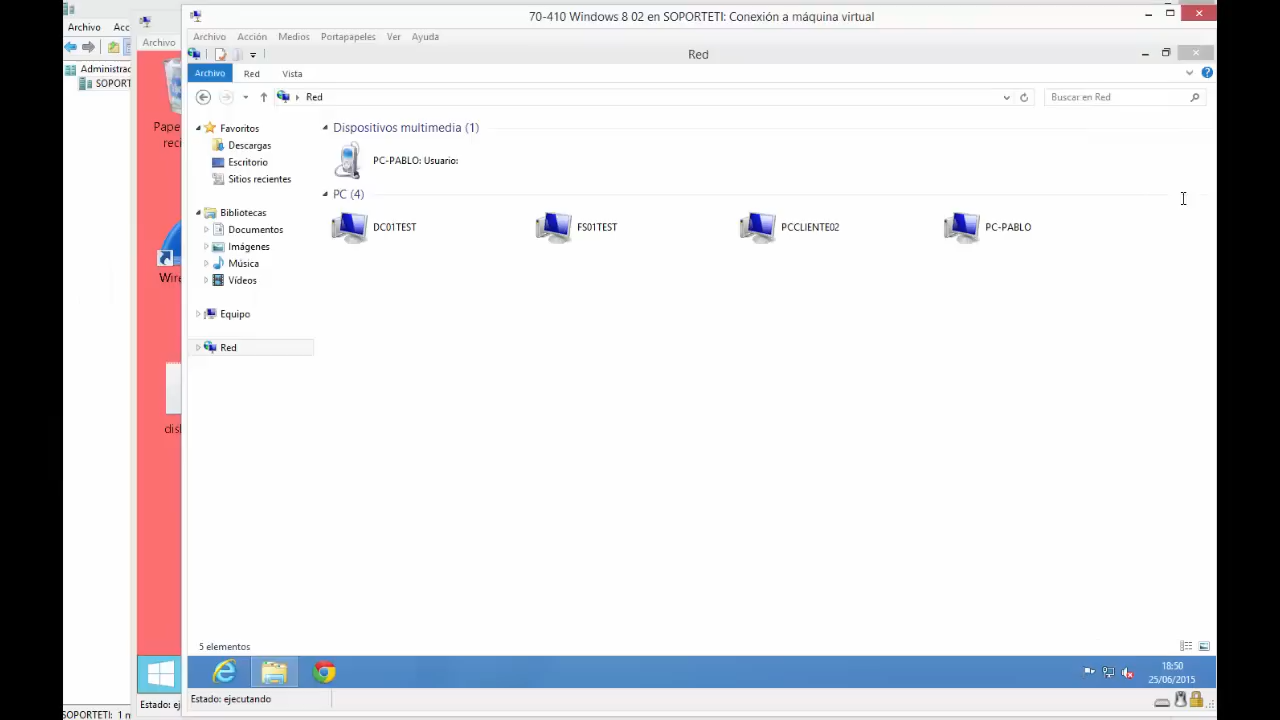 70-410 Windows 8 02 en SOPORTETI: Conexión a máquina virtual
Archivo
Archivo Acción Medios Portapapeles Ver Ayuda
Archivo
Red
Archivo Red Vista
Administrac
SOPORT
Red
Buscar en Red
Favoritos
Descargas
Escritorio
Sitios recientes
Bibliotecas
Documentos
Imágenes
Música
Vídeos
Equipo
Red
Dispositivos multimedia (1)
PC-PABLO: Usuario:
PC (4)
DC01TEST FS01TEST PCCLIENTE02 PC-PABLO
Pape
reci
Wire
disl
5 elementos
18:50
25/06/2015
Estado: ejecutando
Estado: ej
SOPORTETI: 1 m